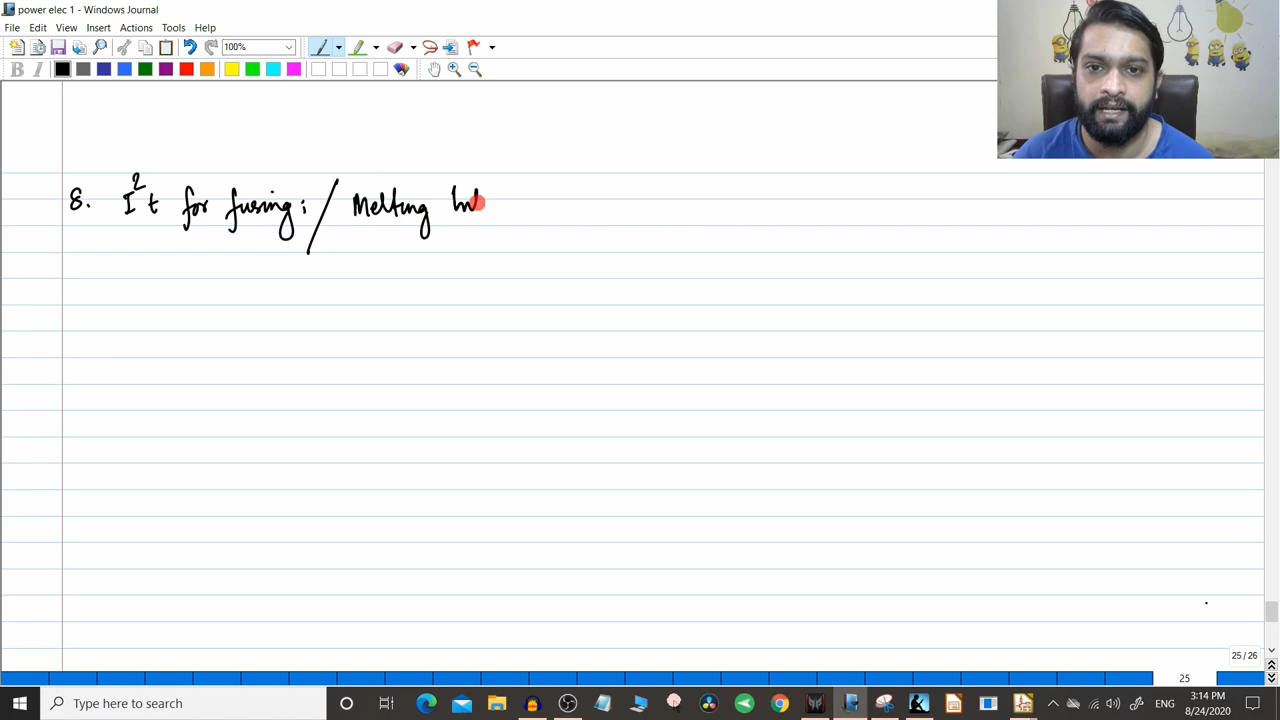 power elec 1 - Windows Journal
File Edit View Insert Actions Tools Help
100%
B I
8. I²t for fusing: / Melting Int
25 / 26
25
Type here to search
3:14 PM
8/24/2020